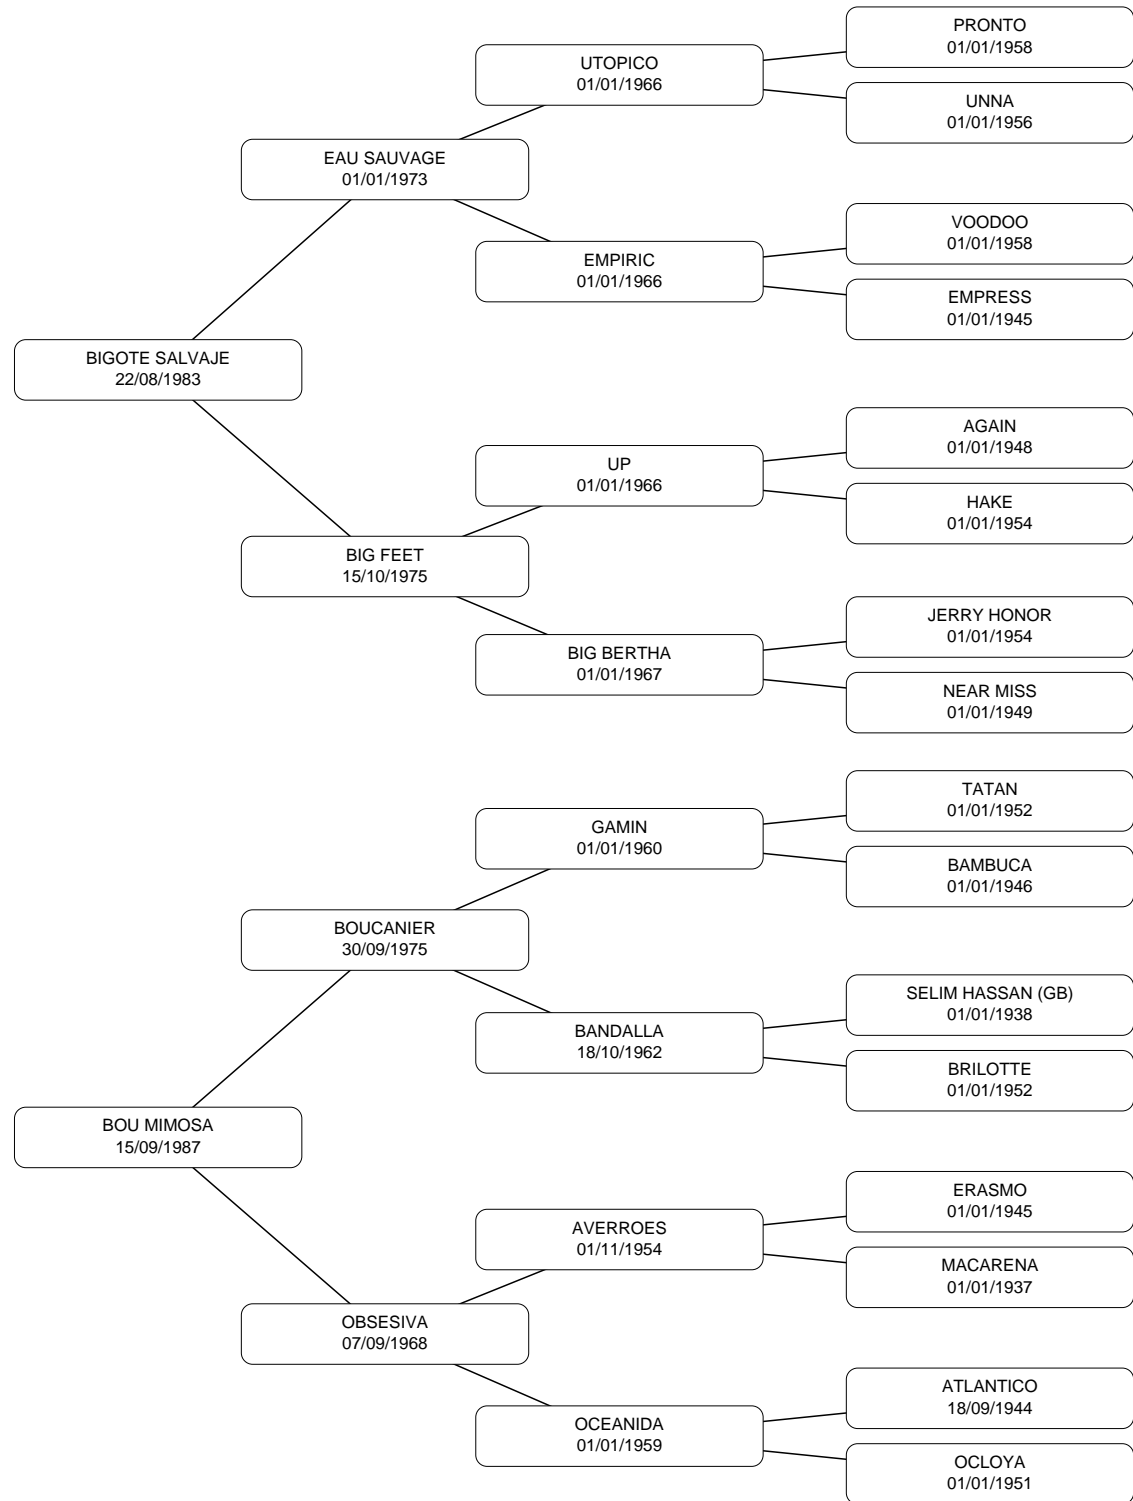 PRONTO
01/01/1958
UTOPICO
01/01/1966
UNNA
01/01/1956
EAU SAUVAGE
01/01/1973
VOODOO
01/01/1958
EMPIRIC
01/01/1966
EMPRESS
01/01/1945
BIGOTE SALVAJE
22/08/1983
AGAIN
01/01/1948
UP
01/01/1966
HAKE
01/01/1954
BIG FEET
15/10/1975
JERRY HONOR
01/01/1954
BIG BERTHA
01/01/1967
NEAR MISS
01/01/1949
TATAN
01/01/1952
GAMIN
01/01/1960
BAMBUCA
01/01/1946
BOUCANIER
30/09/1975
SELIM HASSAN (GB)
01/01/1938
BANDALLA
18/10/1962
BRILOTTE
01/01/1952
BOU MIMOSA
15/09/1987
ERASMO
01/01/1945
AVERROES
01/11/1954
MACARENA
01/01/1937
OBSESIVA
07/09/1968
ATLANTICO
18/09/1944
OCEANIDA
01/01/1959
OCLOYA
01/01/1951